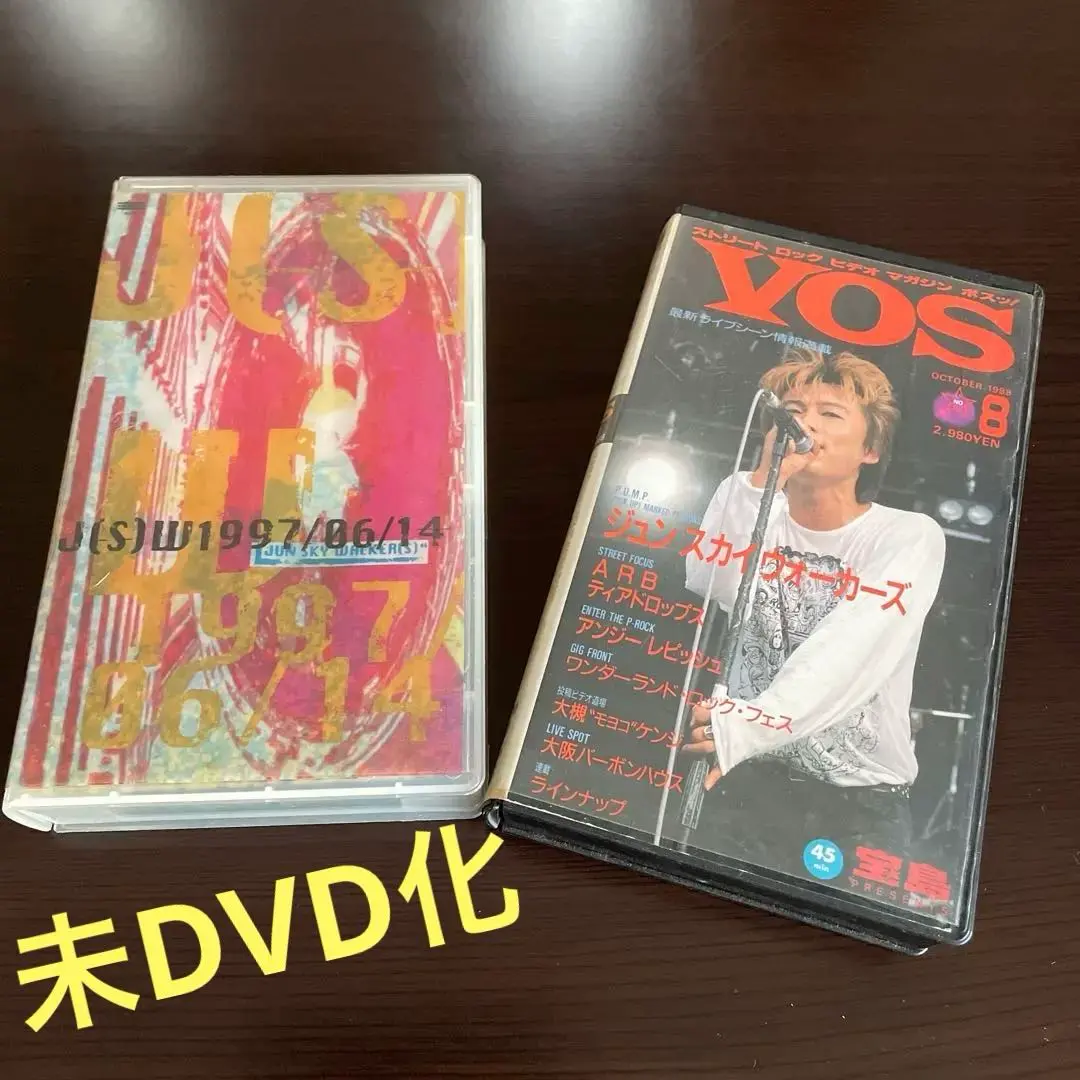 J(S)
W
1997/
06/14
J(S)W1997/06/14
"JUN SKY WALKER(S)"
ストリート ロック ビデオ マガジン ボスッ!
VOS
最新ライブシーン情報満載
OCTOBER 1988
NO
8
2,980YEN
P.U.M.P.
ジュン スカイ ウォーカーズ
STREET FOCUS
ARB
ティアドロップス
ENTER THE P-ROCK
アンジー レピッシュ
GIG FRONT
ワンダーランド・ロック・フェス
投稿ビデオ道場
大槻"モヨコ"ケンジ
LIVE SPOT
大阪バーボンハウス
連載
ラインナップ
45
min
宝島
PRESENTS
未DVD化